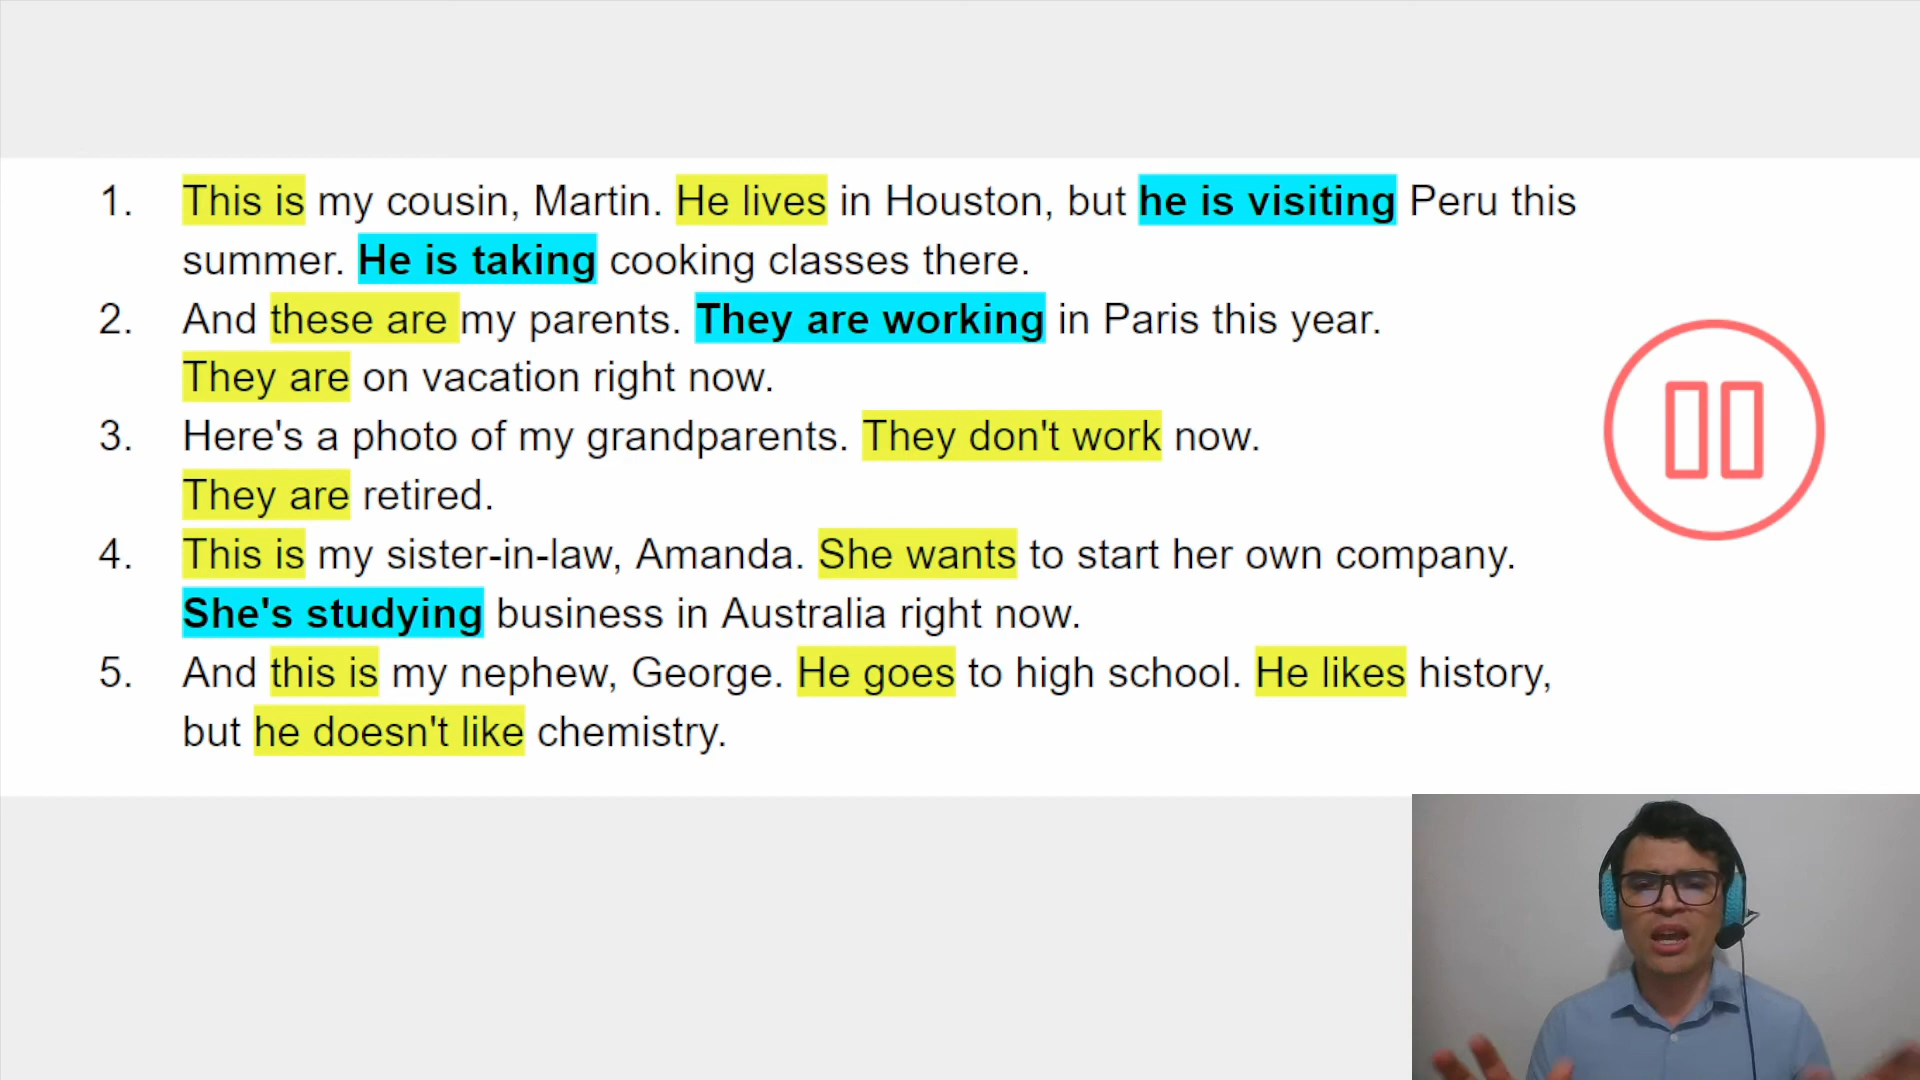 1. This is my cousin, Martin. He lives in Houston, but he is visiting Peru this
summer. He is taking cooking classes there.
2. And these are my parents. They are working in Paris this year.
They are on vacation right now.
3. Here's a photo of my grandparents. They don't work now.
They are retired.
4. This is my sister-in-law, Amanda. She wants to start her own company.
She's studying business in Australia right now.
5. And this is my nephew, George. He goes to high school. He likes history,
but he doesn't like chemistry.